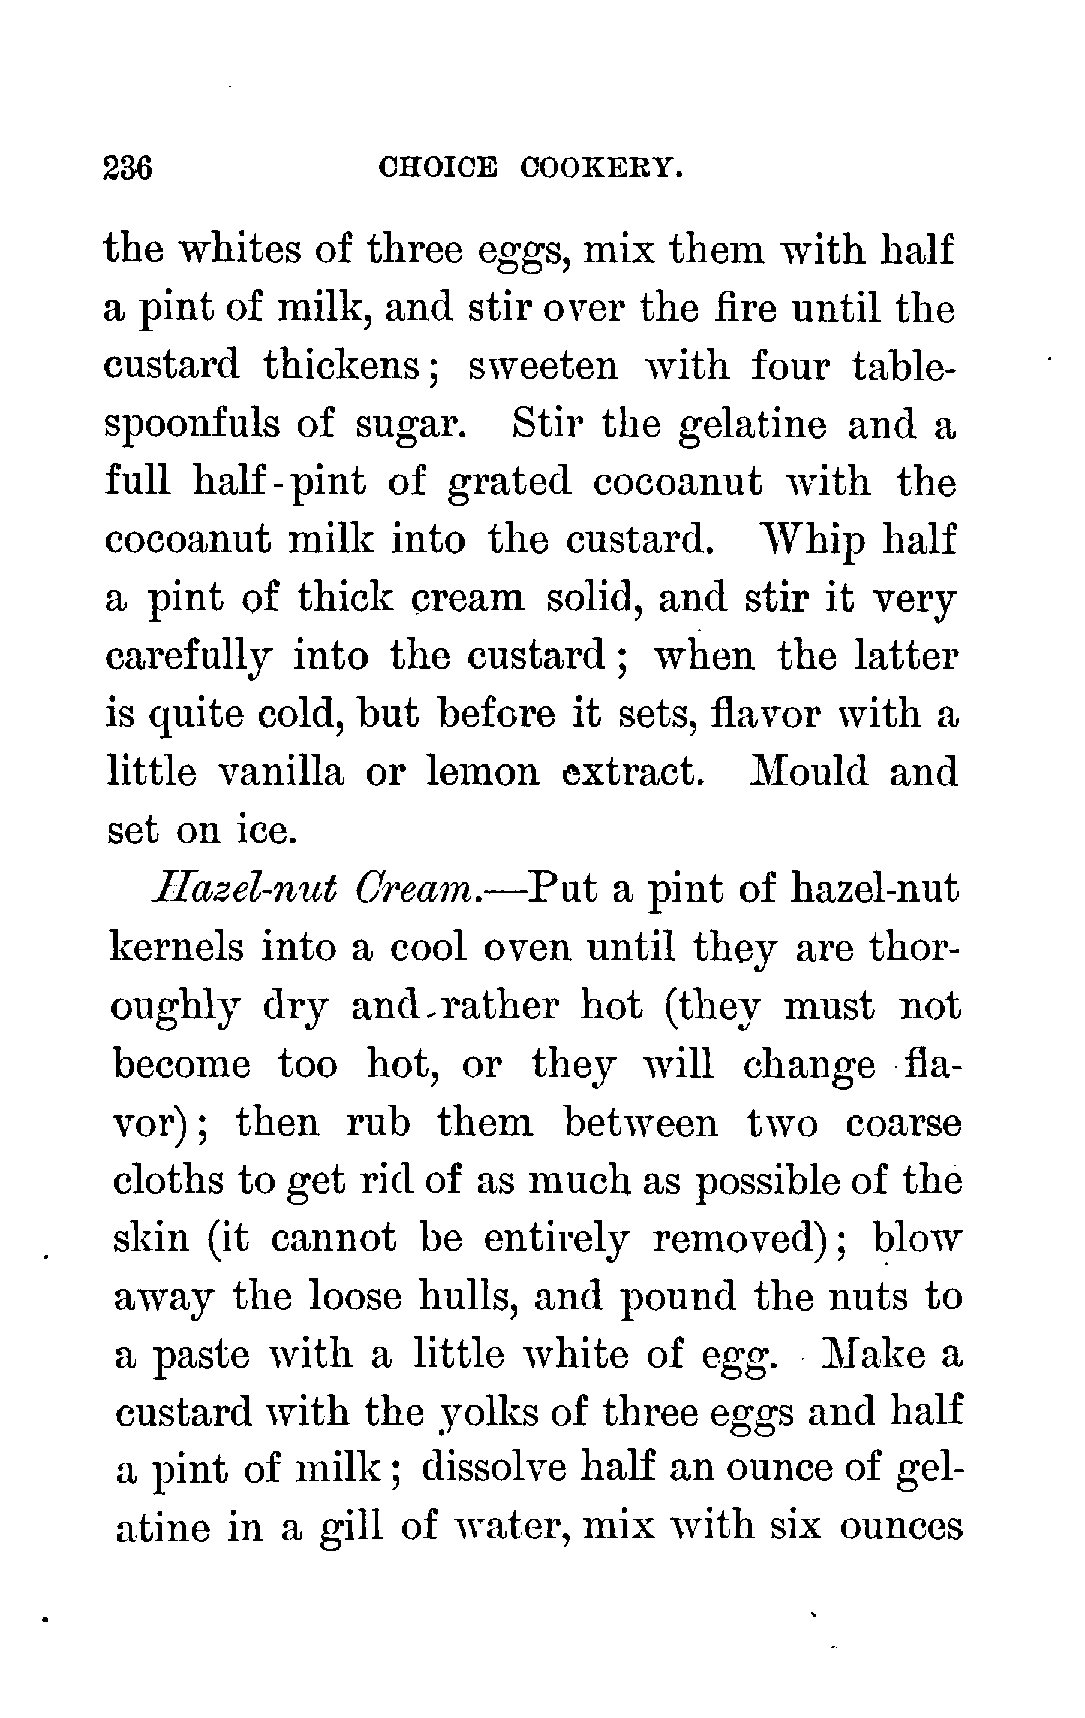 236 CHOICE COOKERY.
the whites of three eggs, mix them with half
a pint of milk, and stir over the fire until the
custard thickens; sweeten with four table-
spoonfuls of sugar. Stir the gelatine and a
full half-pint of grated cocoanut with the
cocoanut milk into the custard. Whip half
a pint of thick cream solid, and stir it very
carefully into the custard; when the latter
is quite cold, but before it sets, flavor with a
little vanilla or lemon extract. Mould and
set on ice.
Hazel-nut Cream.—Put a pint of hazel-nut
kernels into a cool oven until they are thor-
oughly dry and rather hot (they must not
become too hot, or they will change fla-
vor); then rub them between two coarse
cloths to get rid of as much as possible of the
skin (it cannot be entirely removed); blow
away the loose hulls, and pound the nuts to
a paste with a little white of egg. Make a
custard with the yolks of three eggs and half
a pint of milk; dissolve half an ounce of gel-
atine in a gill of water, mix with six ounces